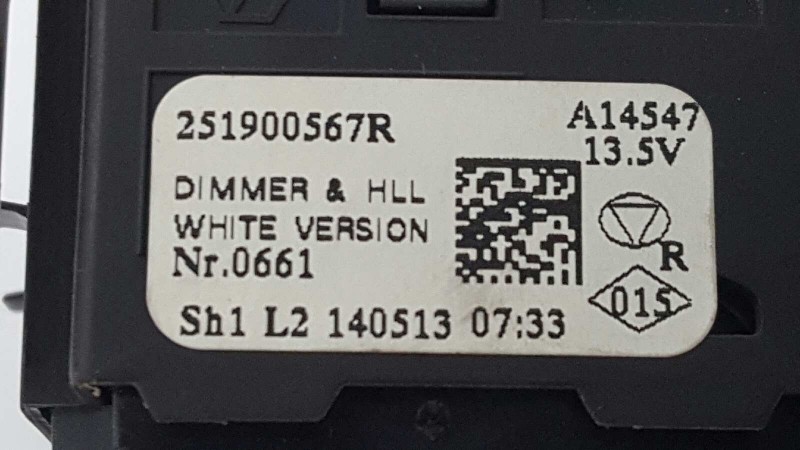 251900567R
A14547
13.5V
DIMMER & HLL
WHITE VERSION
Nr.0661
R
015
Sh1 L2 140513 07:33